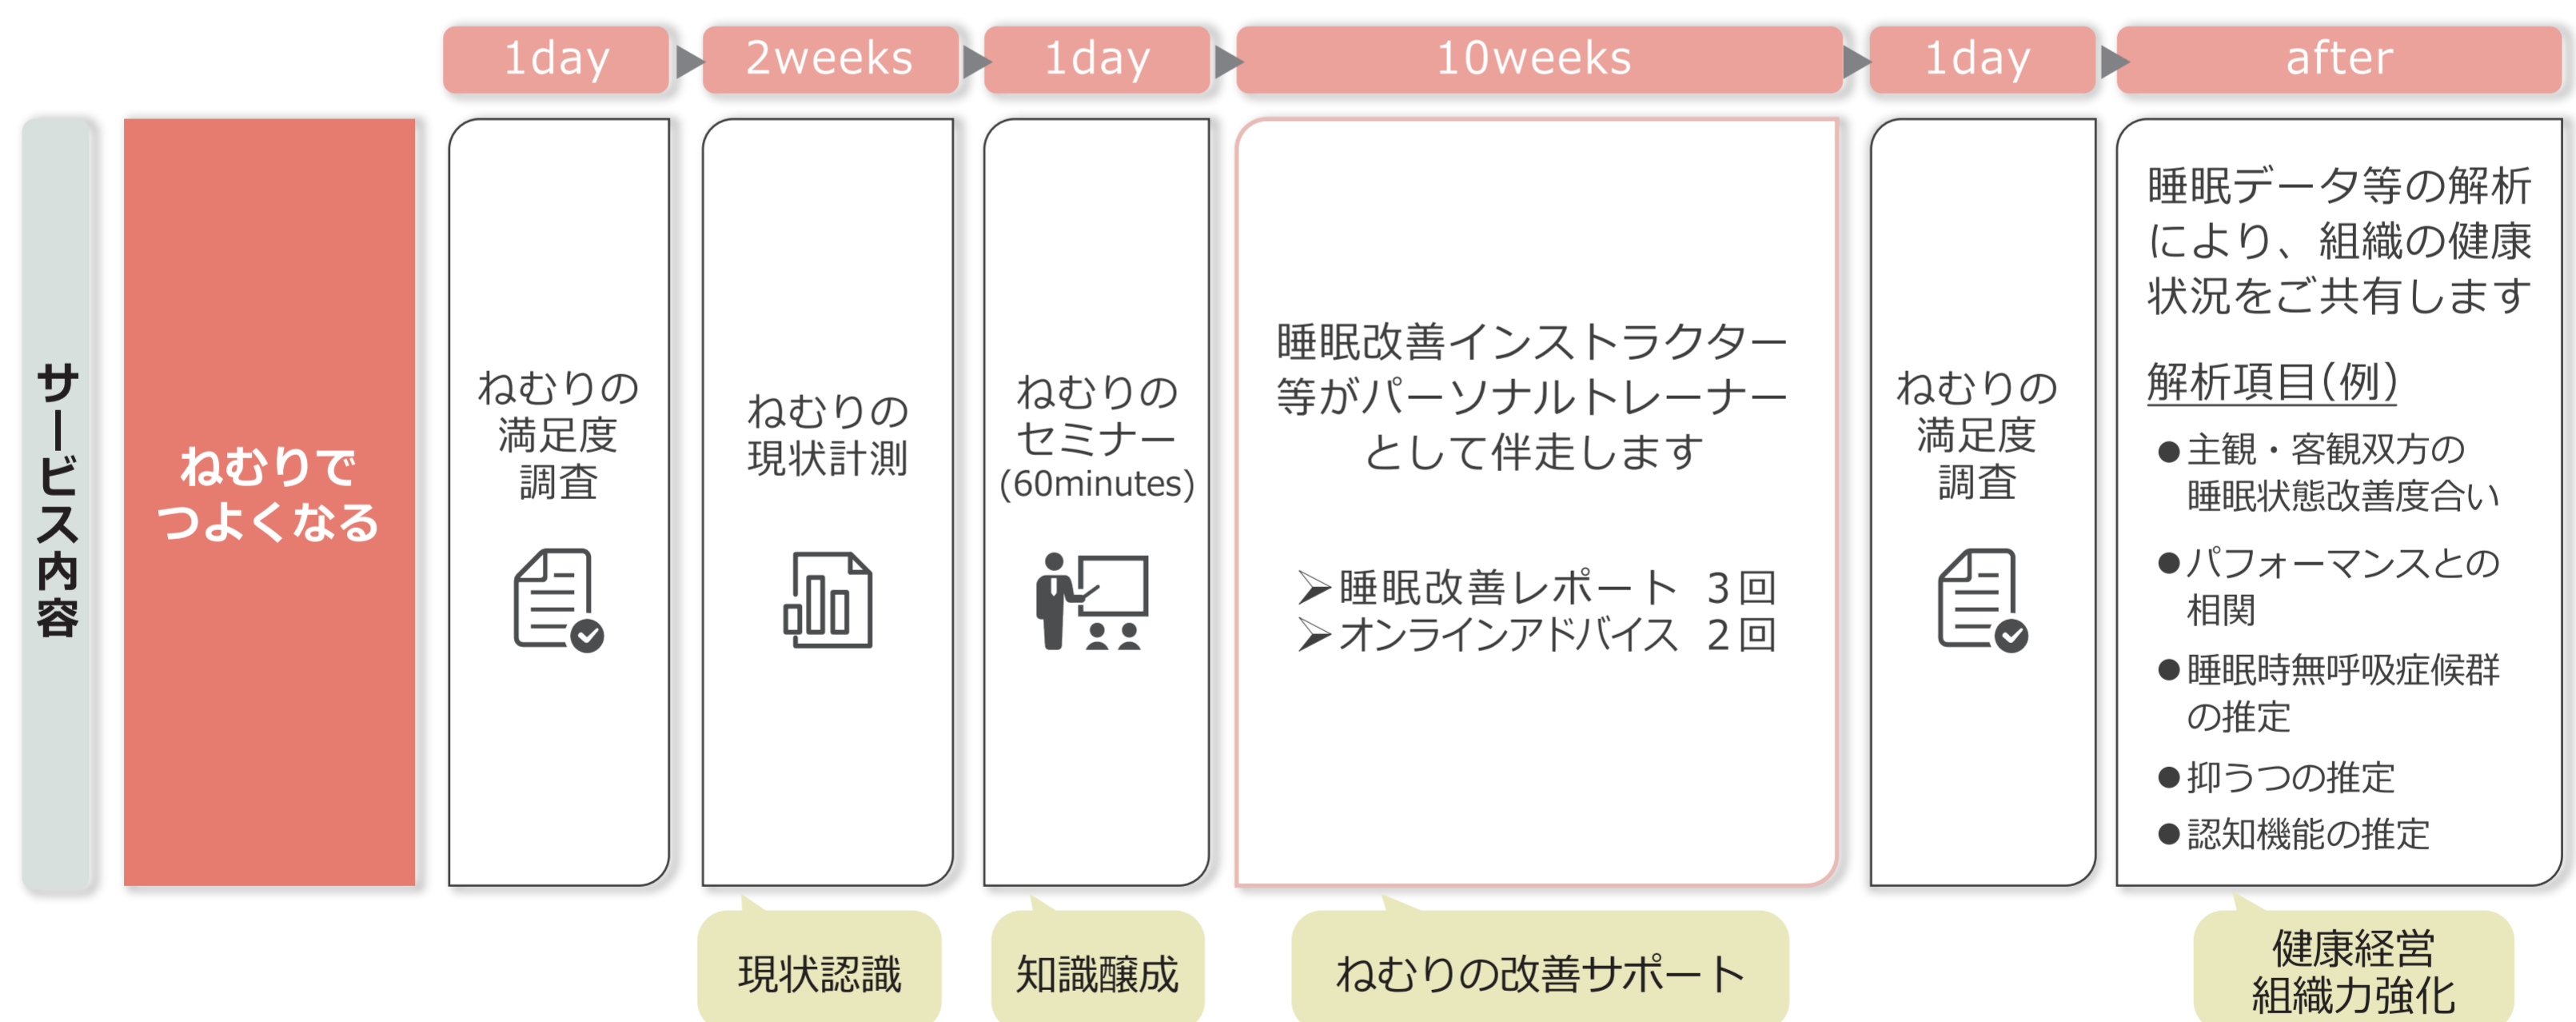 1day
2weeks
1day
10weeks
1day
after
サービス内容
ねむりで
つよくなる
ねむりの
満足度
調査
ねむりの
現状計測
ねむりの
セミナー
(60minutes)
睡眠改善インストラクター
等がパーソナルトレーナー
として伴走します
➢睡眠改善レポート 3回
➢オンラインアドバイス 2回
ねむりの
満足度
調査
睡眠データ等の解析
により、組織の健康
状況をご共有します
解析項目(例)
●主観・客観双方の
睡眠状態改善度合い
●パフォーマンスとの
相関
●睡眠時無呼吸症候群
の推定
●抑うつの推定
●認知機能の推定
現状認識
知識醸成
ねむりの改善サポート
健康経営
組織力強化